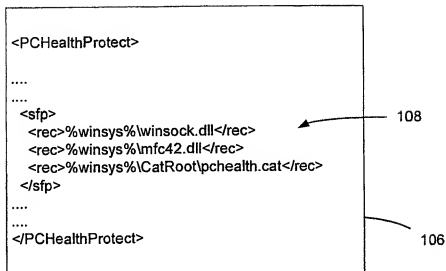 <PCHealthProtect>
....
....
<sfp>
<rec>%winsys%\winsock.dll</rec>
<rec>%winsys%\mfc42.dll</rec>
<rec>%winsys%\CatRoot\pchealth.cat</rec>
</sfp>
....
....
</PCHealthProtect>
108
106